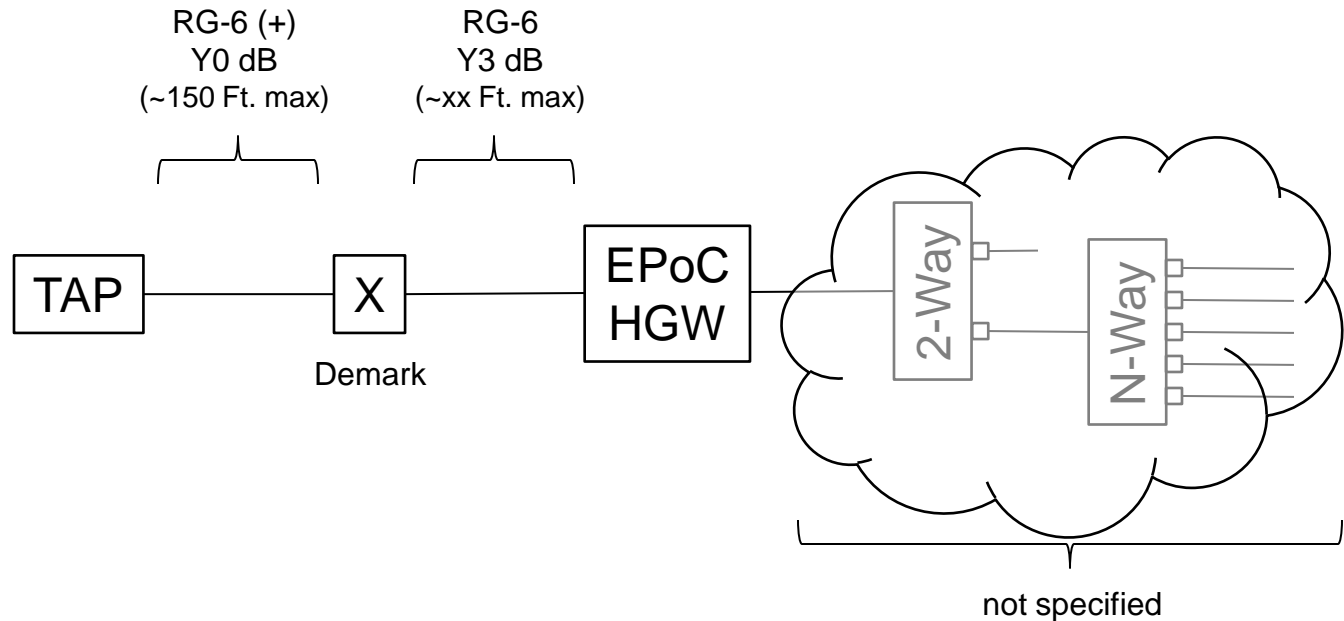 RG-6 (+)
Y0 dB
(~150 Ft. max)
RG-6
Y3 dB
(~xx Ft. max)
TAP
X
Demark
EPoC
HGW
2-Way
N-Way
not specified